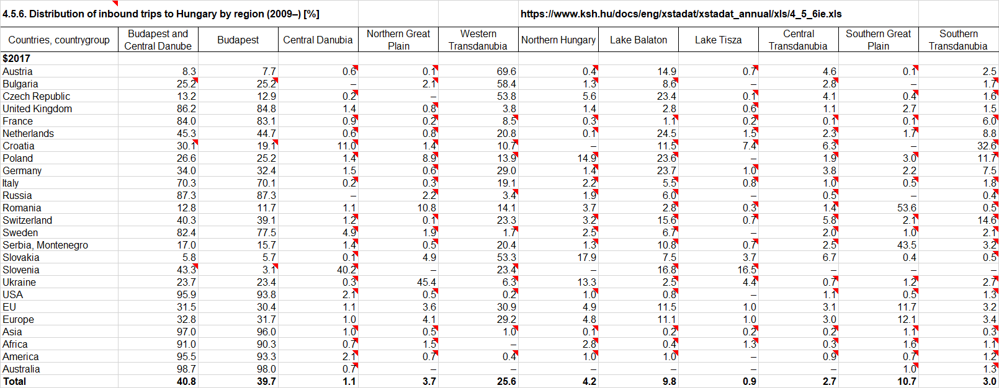 4.5.6. Distribution of inbound trips to Hungary by region (2009–) [%] https://www.ksh.hu/docs/eng/xstadat/xstadat_annual/xls/4_5_6ie.xls
Countries, countrygroup Budapest and Central Danube Budapest Central Danubia Northern Great Plain Western Transdanubia Northern Hungary Lake Balaton Lake Tisza Central Transdanubia Southern Great Plain Southern Transdanubia
$2017
Austria 8.3 7.7 0.6 0.1 69.6 0.4 14.9 0.7 4.6 0.1 2.5
Bulgaria 25.2 25.2 – 2.1 58.4 1.3 8.6 – 2.8 – 1.7
Czech Republic 13.2 12.9 0.2 – 53.8 5.6 23.4 0.1 4.1 0.4 1.6
United Kingdom 86.2 84.8 1.4 0.8 3.8 1.4 2.8 0.6 1.1 2.7 1.5
France 84.0 83.1 0.9 0.2 8.5 0.3 1.1 0.2 0.1 0.1 6.0
Netherlands 45.3 44.7 0.6 0.8 20.8 0.1 24.5 1.5 2.3 1.7 8.8
Croatia 30.1 19.1 11.0 1.4 10.7 – 11.5 7.4 6.3 – 32.6
Poland 26.6 25.2 1.4 8.9 13.9 14.9 23.6 – 1.9 3.0 11.7
Germany 34.0 32.4 1.5 0.6 29.0 1.4 23.7 1.0 3.8 2.2 7.5
Italy 70.3 70.1 0.2 0.3 19.1 2.2 5.5 0.8 1.0 0.5 1.8
Russia 87.3 87.3 – 2.2 3.4 1.9 6.0 – 0.5 – 0.4
Romania 12.8 11.7 1.1 10.8 14.1 3.7 2.8 0.3 1.4 53.6 0.5
Switzerland 40.3 39.1 1.2 0.1 23.3 3.2 15.6 0.7 5.8 2.1 14.6
Sweden 82.4 77.5 4.9 1.9 1.7 2.5 6.7 – 2.0 1.0 2.1
Serbia, Montenegro 17.0 15.7 1.4 0.5 20.4 1.3 10.8 0.7 2.5 43.5 3.2
Slovakia 5.8 5.7 0.1 4.9 53.3 17.9 7.5 3.7 6.7 0.4 0.5
Slovenia 43.3 3.1 40.2 – 23.4 – 16.8 16.5 – – –
Ukraine 23.7 23.4 0.3 45.4 6.3 13.3 2.5 4.4 0.7 1.2 2.7
USA 95.9 93.8 2.1 0.5 0.2 1.0 0.8 – 1.1 0.5 1.3
EU 31.5 30.4 1.1 3.6 30.9 4.9 11.5 1.0 3.1 11.7 3.2
Europe 32.8 31.7 1.0 4.1 29.2 4.8 11.1 1.0 3.0 12.1 3.4
Asia 97.0 96.0 1.0 0.5 1.0 0.1 0.2 0.2 0.2 1.1 0.3
Africa 91.0 90.3 0.7 1.5 – 2.8 0.4 1.3 0.3 1.6 1.1
America 95.5 93.3 2.1 0.7 0.4 1.0 1.0 – 0.9 0.7 1.2
Australia 98.7 98.0 0.7 – – – – – – 1.0 1.3
Total 40.8 39.7 1.1 3.7 25.6 4.2 9.8 0.9 2.7 10.7 3.0